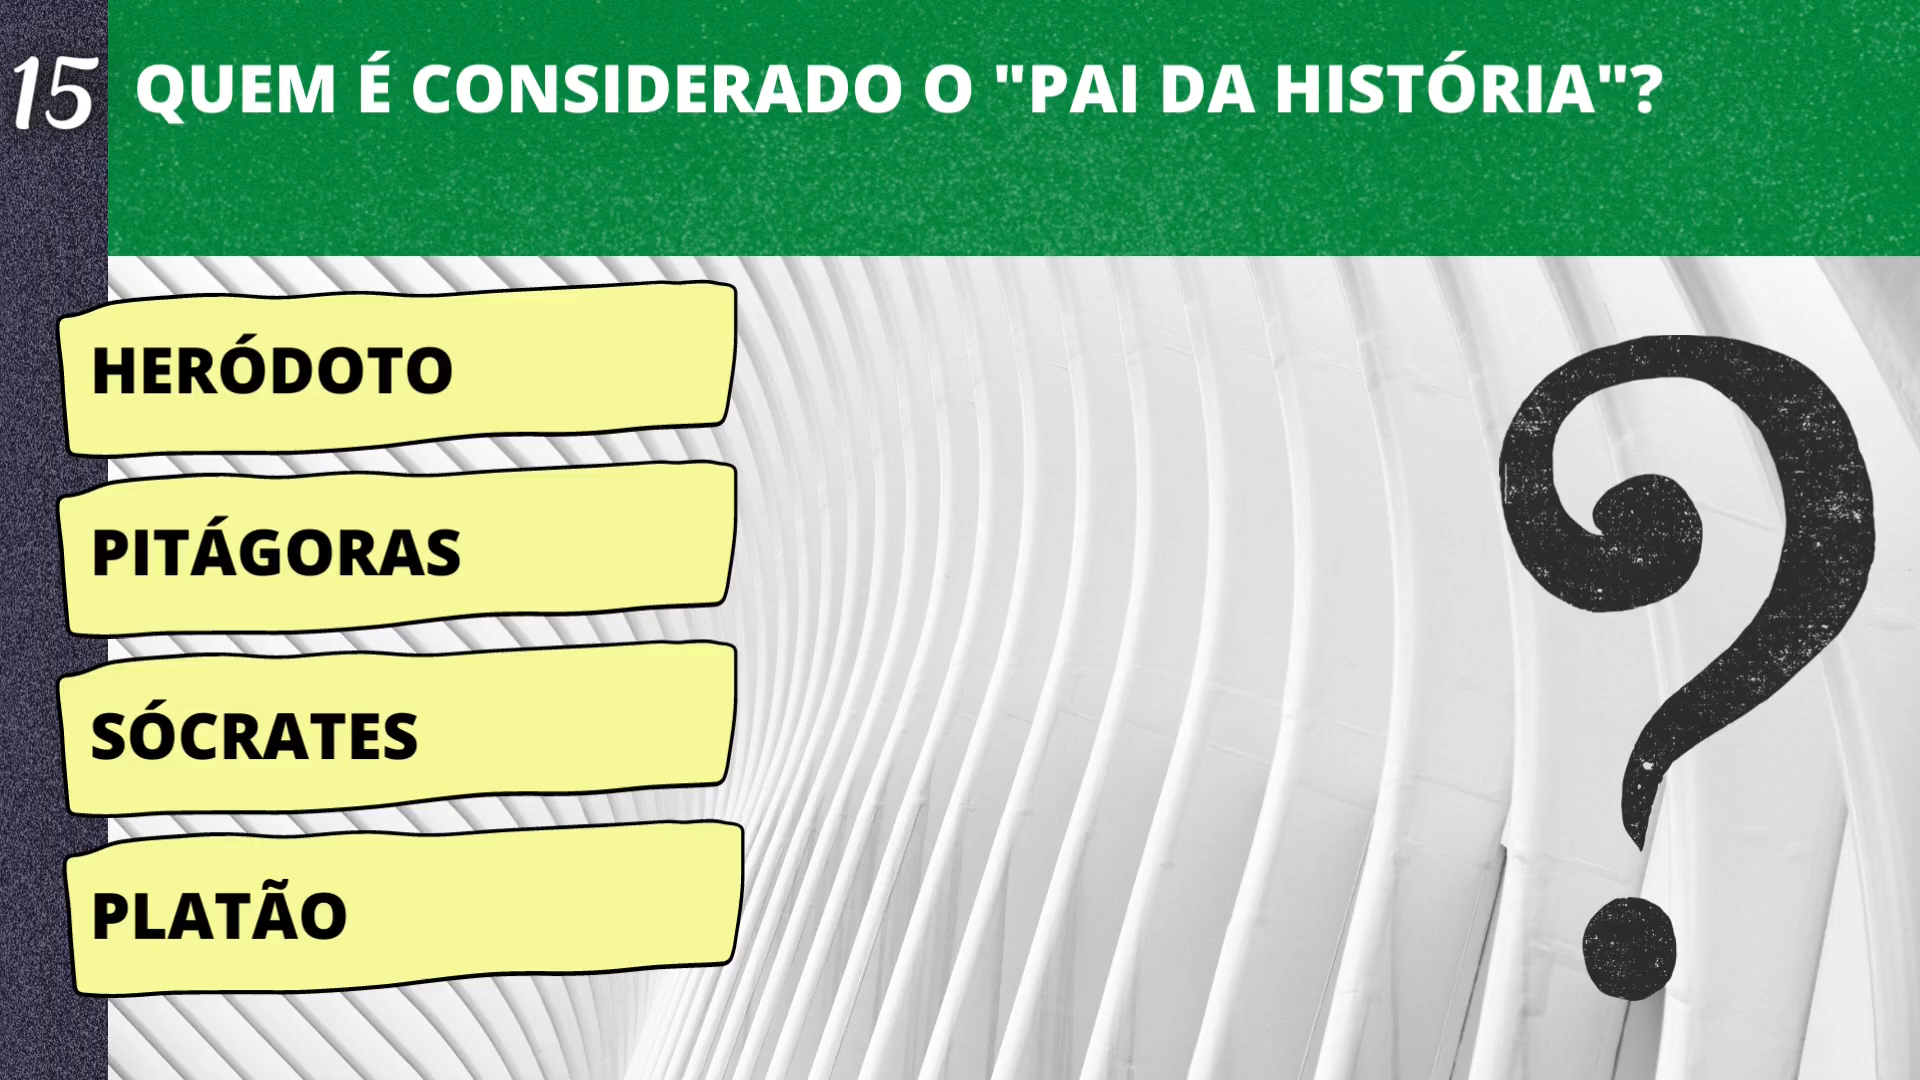 15
QUEM É CONSIDERADO O "PAI DA HISTÓRIA"?
HERÓDOTO
PITÁGORAS
SÓCRATES
PLATÃO
?